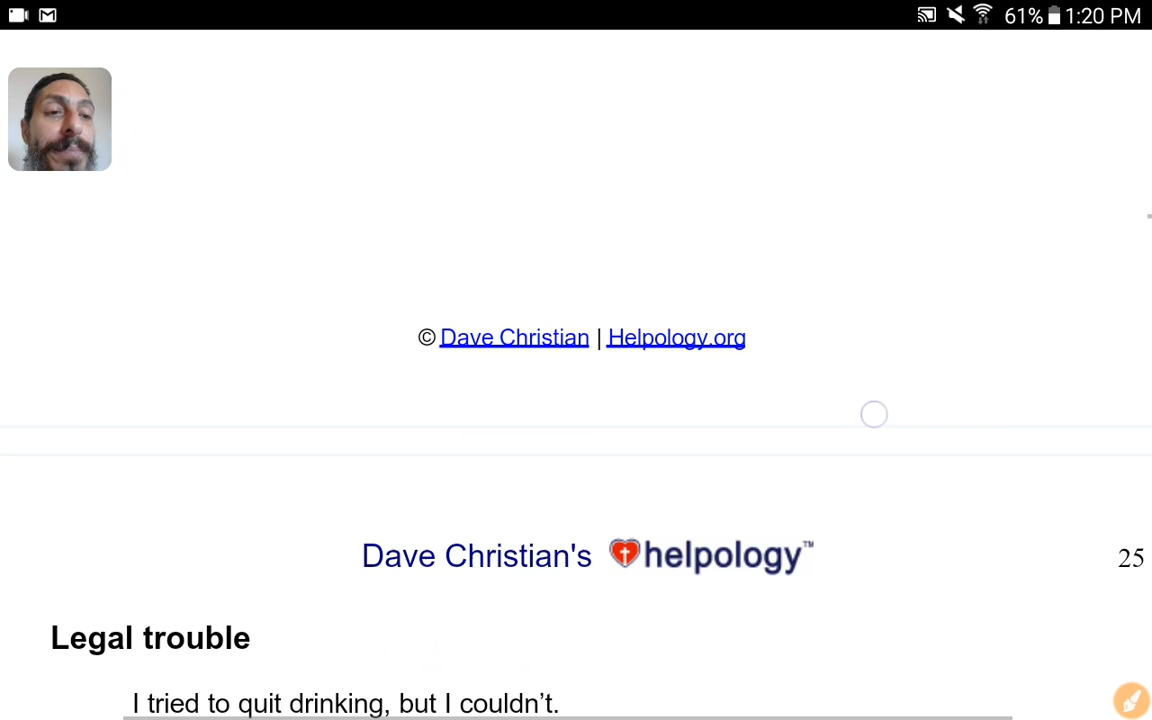 61% 1:20 PM
© Dave Christian | Helpology.org
Dave Christian's helpology™ 25
Legal trouble
I tried to quit drinking, but I couldn’t.